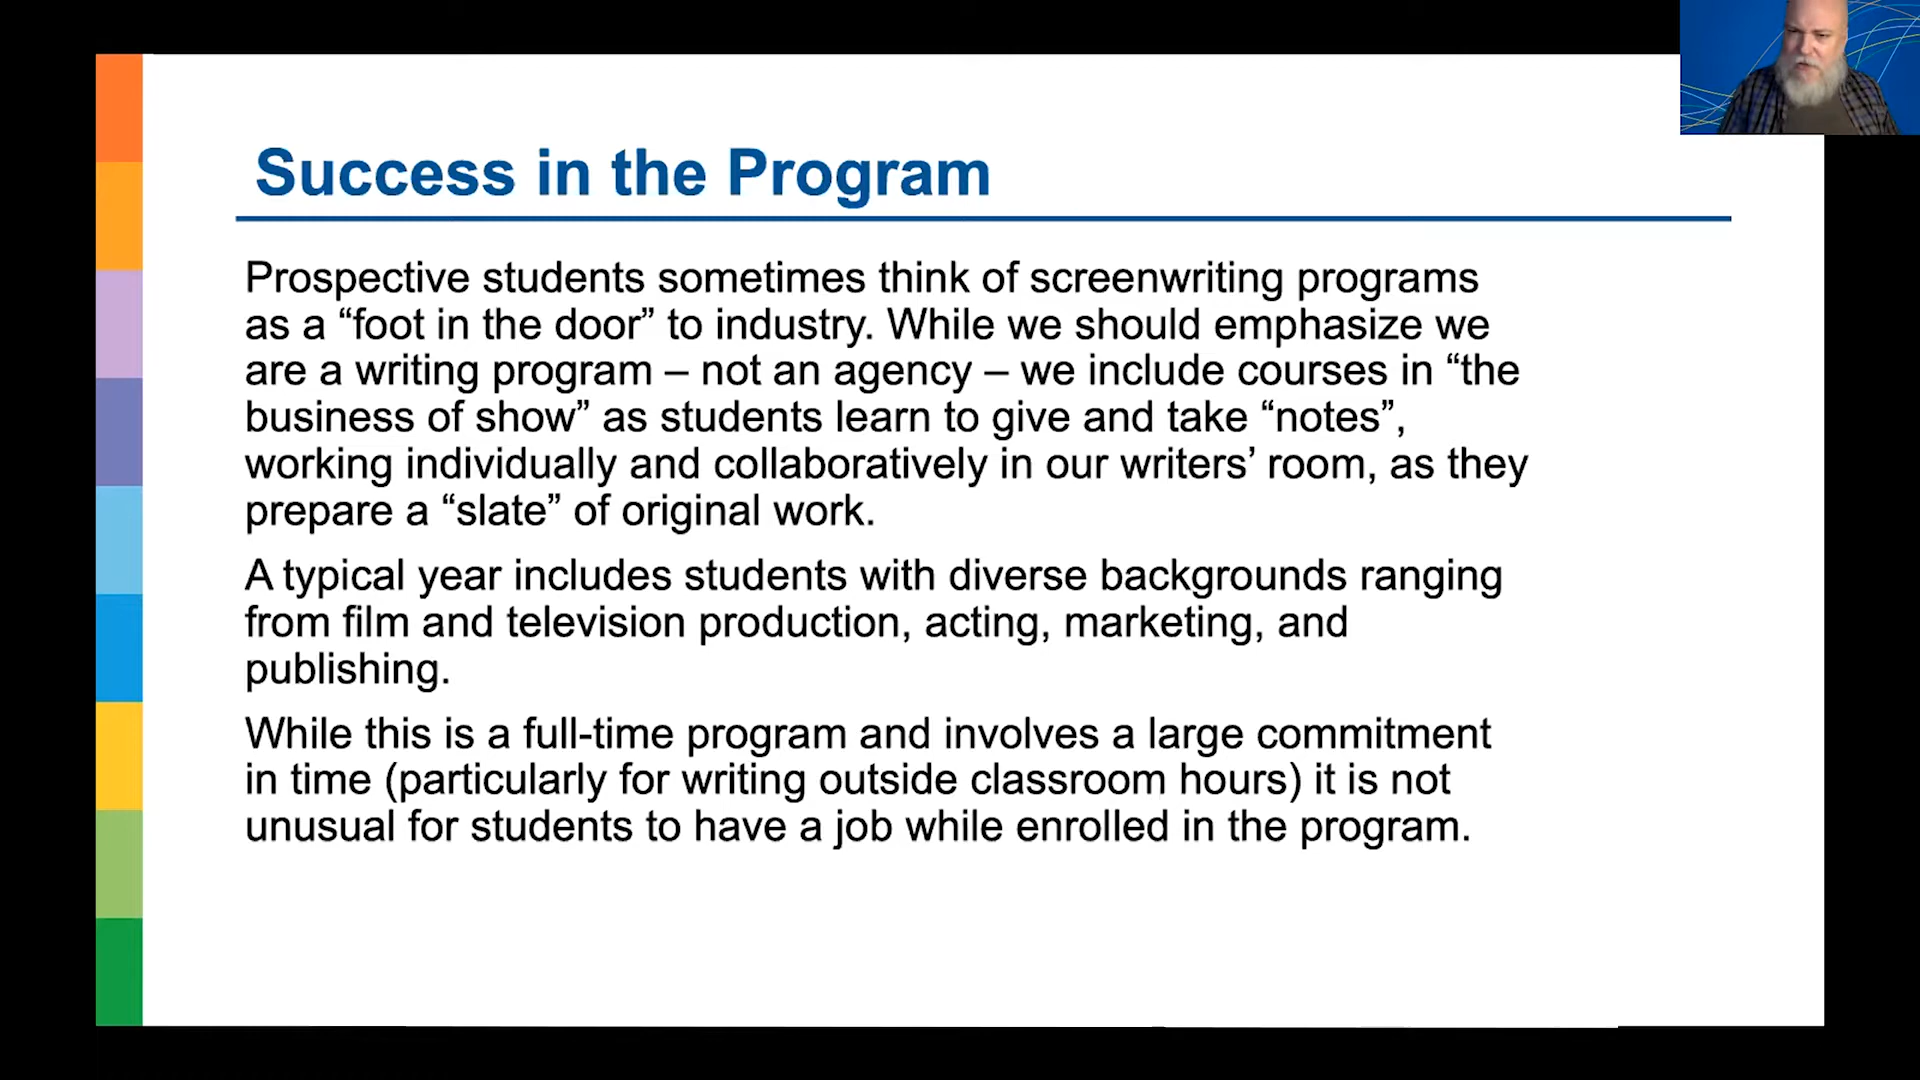 Success in the Program
Prospective students sometimes think of screenwriting programs
as a “foot in the door” to industry. While we should emphasize we
are a writing program – not an agency – we include courses in “the
business of show” as students learn to give and take “notes”,
working individually and collaboratively in our writers’ room, as they
prepare a “slate” of original work.
A typical year includes students with diverse backgrounds ranging
from film and television production, acting, marketing, and
publishing.
While this is a full-time program and involves a large commitment
in time (particularly for writing outside classroom hours) it is not
unusual for students to have a job while enrolled in the program.